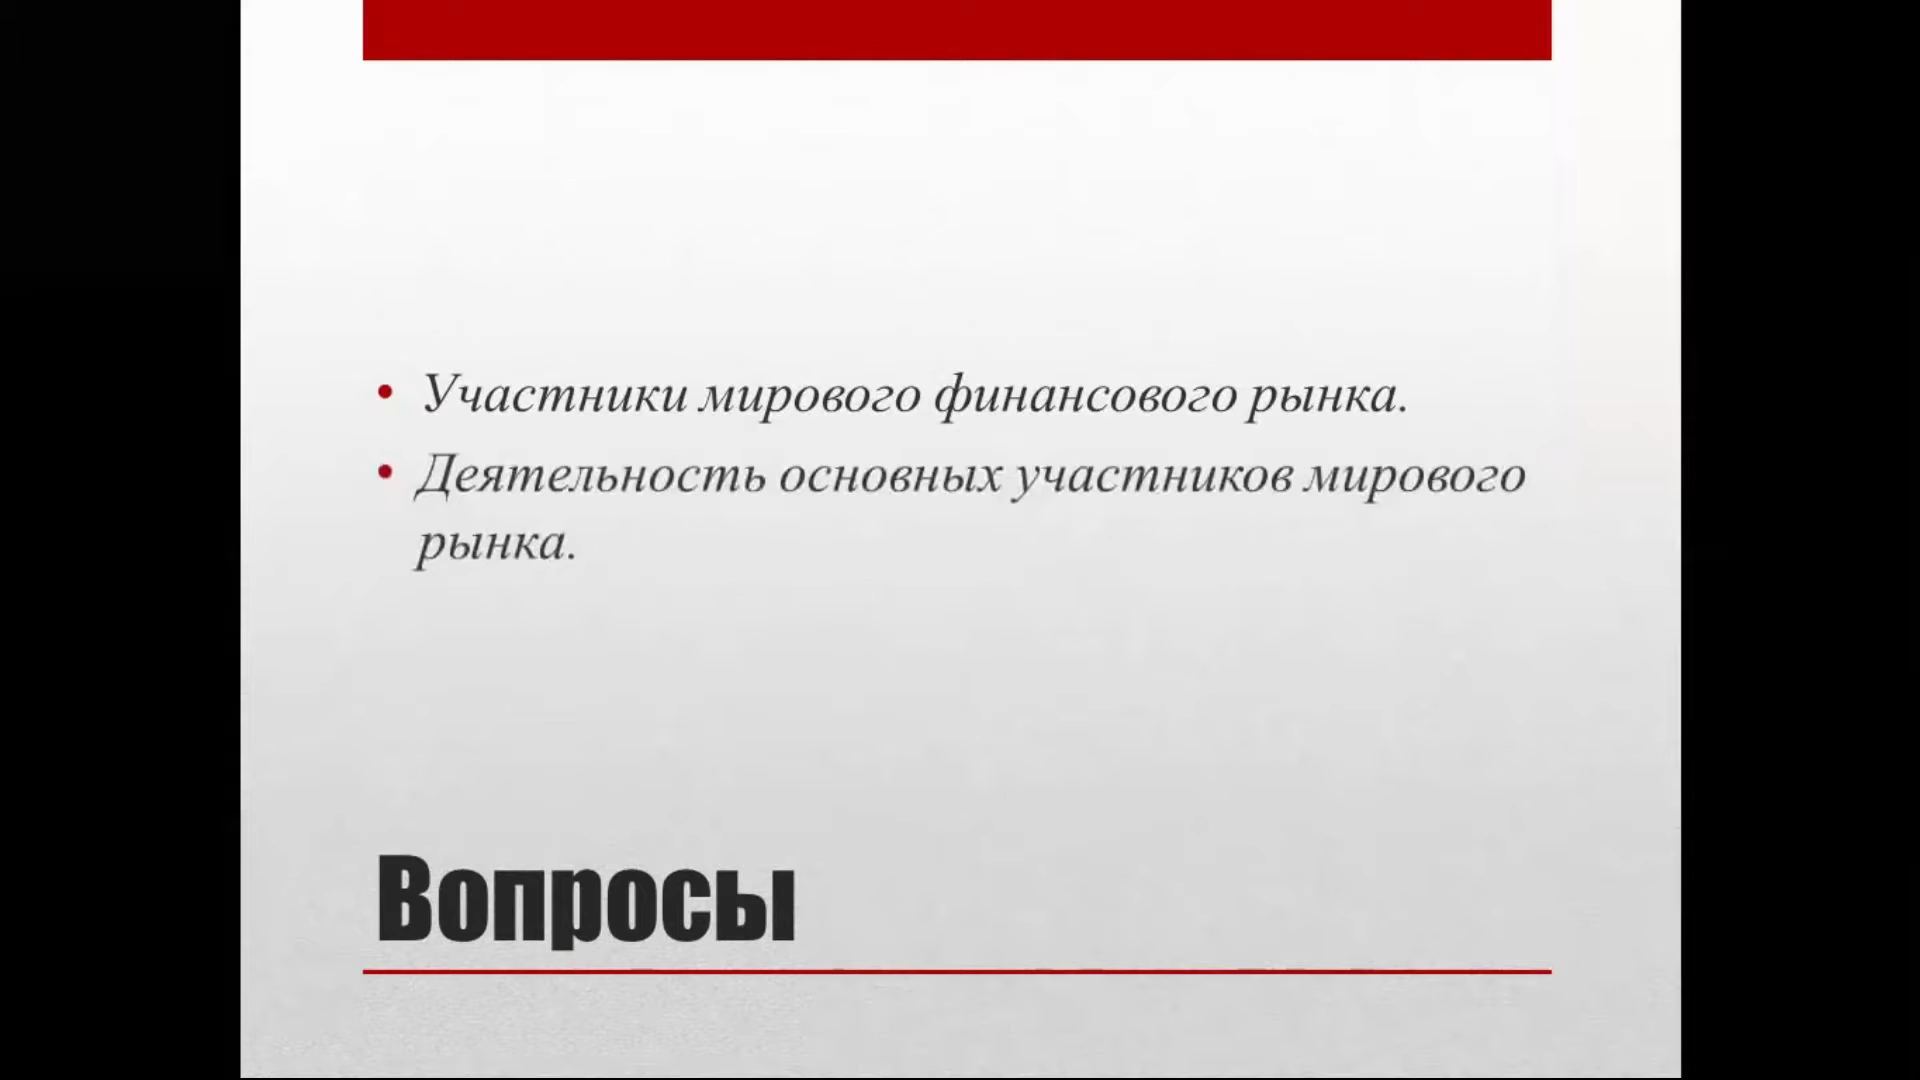 • Участники мирового финансового рынка.
• Деятельность основных участников мирового
рынка.
Вопросы